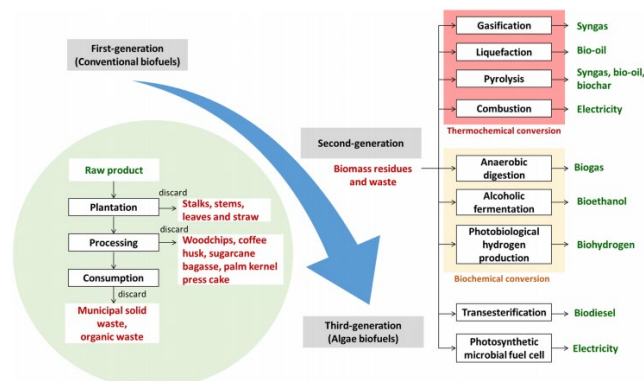 First-generation
(Conventional biofuels)
Raw product
discard
Plantation
Stalks, stems,
leaves and straw
discard
Processing
Woodchips, coffee
husk, sugarcane
bagasse, palm kernel
press cake
Consumption
discard
Municipal solid
waste,
organic waste
Second-generation
Biomass residues
and waste
Third-generation
(Algae biofuels)
Gasification
Syngas
Liquefaction
Bio-oil
Pyrolysis
Syngas, bio-oil,
biochar
Combustion
Electricity
Thermochemical conversion
Anaerobic
digestion
Biogas
Alcoholic
fermentation
Bioethanol
Photobiological
hydrogen
production
Biohydrogen
Biochemical conversion
Transesterification
Biodiesel
Photosynthetic
microbial fuel cell
Electricity